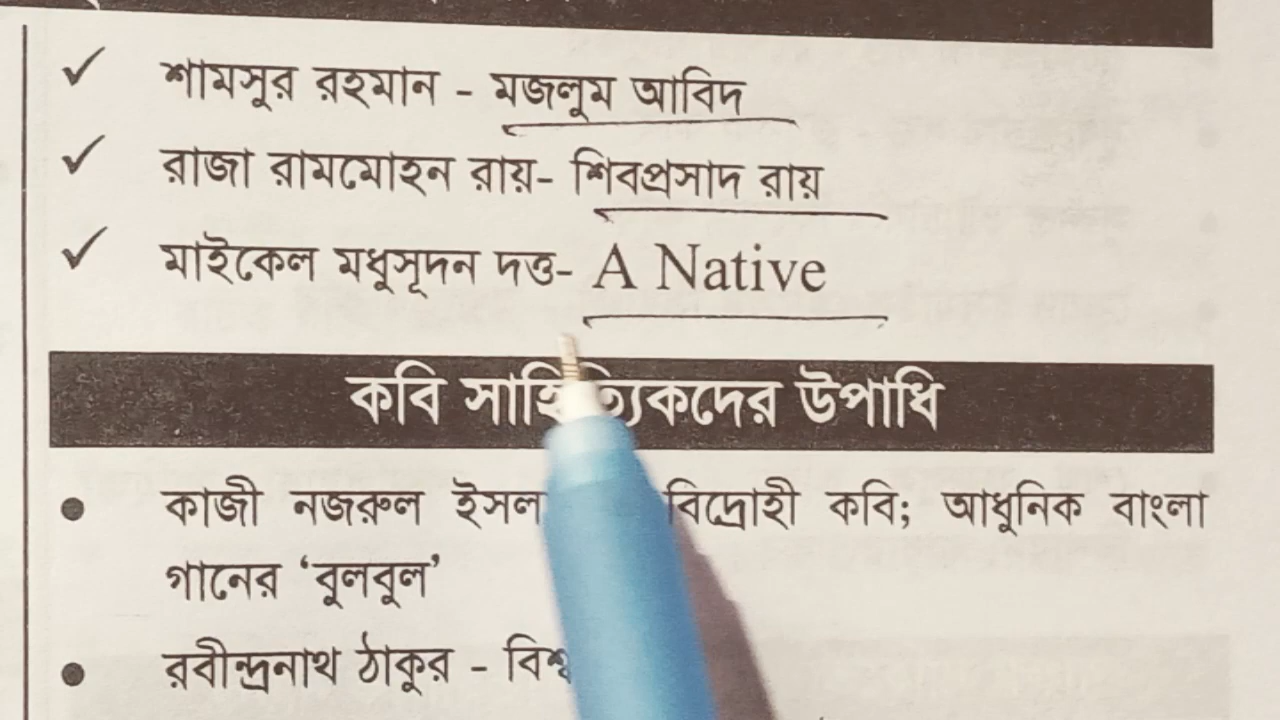 শামসুর রহমান - মজলুম আবিদ
রাজা রামমোহন রায়- শিবপ্রসাদ রায়
মাইকেল মধুসূদন দত্ত- A Native
কবি সাহিত্যিকদের উপাধি
কাজী নজরুল বিদ্রোহী কবি; আধুনিক বাংলা
গানের ‘বুলবুল’
রবীন্দ্রনাথ ঠাকুর -